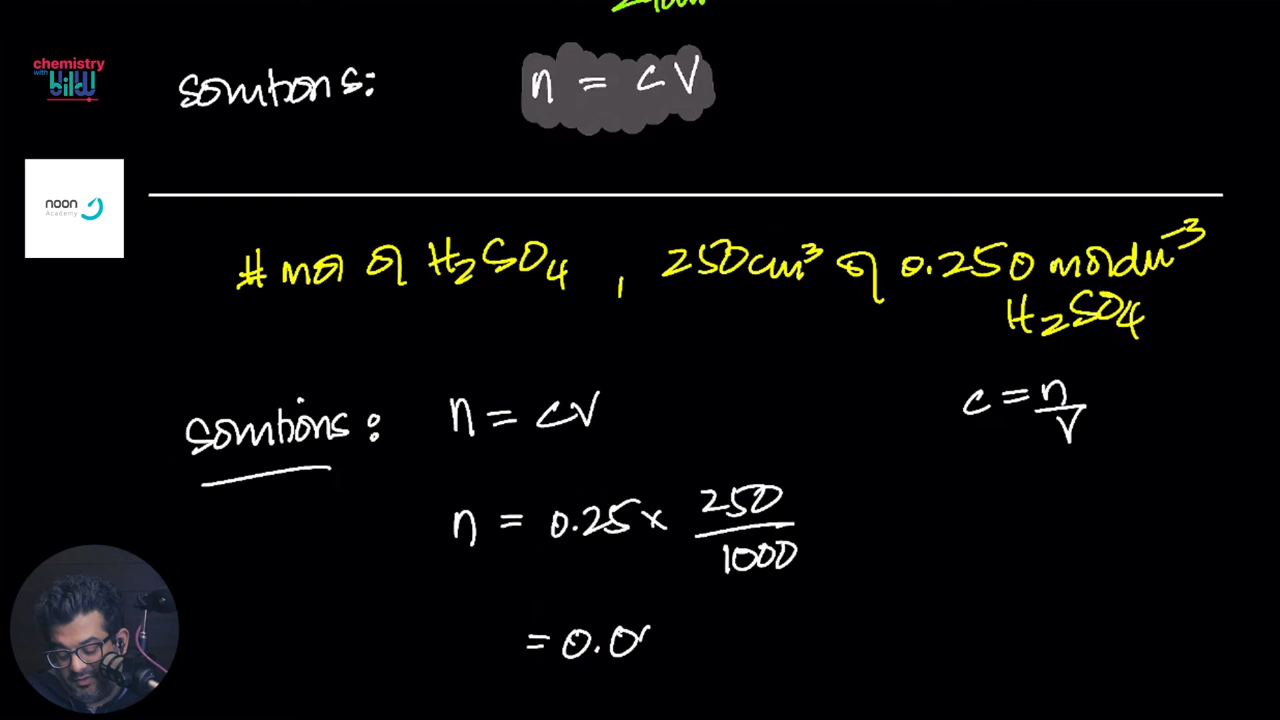 chemistry
with
bilal
solutions: n = cV
noon
Academy
# mol of H₂SO₄, 250cm³ of 0.250 moldm⁻³
H₂SO₄
solutions: n = cV c = n/V
n = 0.25 × 250/1000
= 0.0